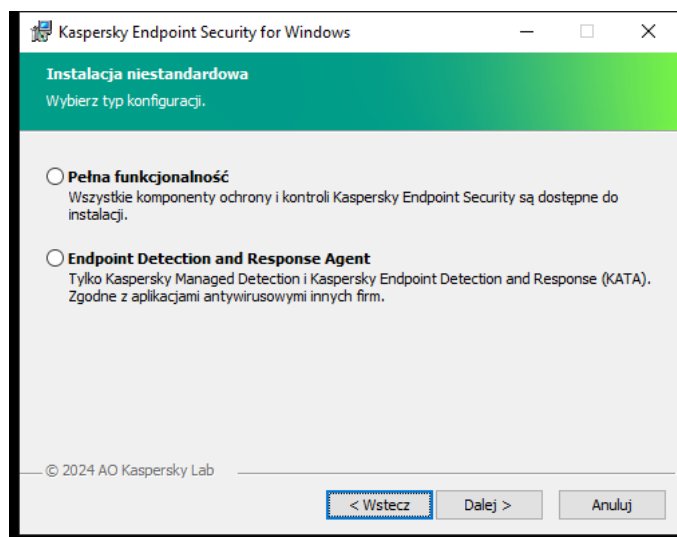 Kaspersky Endpoint Security for Windows
Instalacja niestandardowa
Wybierz typ konfiguracji.
Pełna funkcjonalność
Wszystkie komponenty ochrony i kontroli Kaspersky Endpoint Security są dostępne do
instalacji.
Endpoint Detection and Response Agent
Tylko Kaspersky Managed Detection i Kaspersky Endpoint Detection and Response (KATA).
Zgodne z aplikacjami antywirusowymi innych firm.
© 2024 AO Kaspersky Lab
< Wstecz Dalej > Anuluj